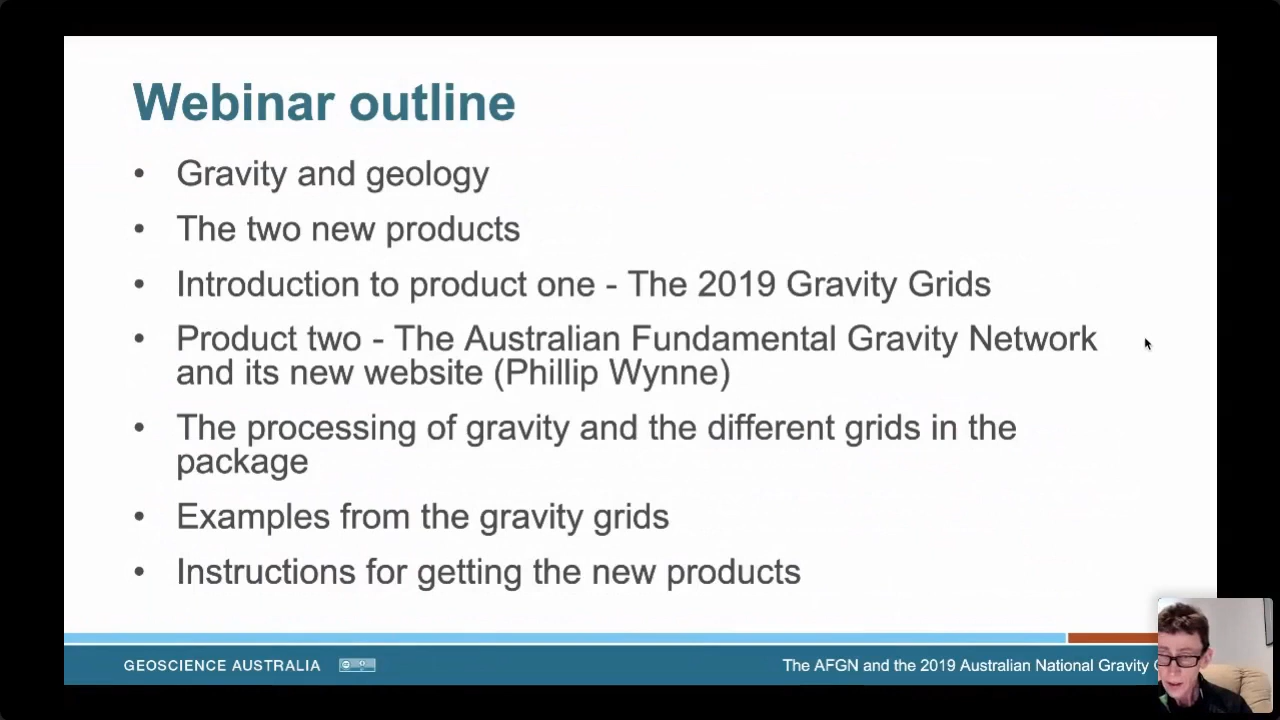 Webinar outline
• Gravity and geology
• The two new products
• Introduction to product one - The 2019 Gravity Grids
• Product two - The Australian Fundamental Gravity Network
and its new website (Phillip Wynne)
• The processing of gravity and the different grids in the
package
• Examples from the gravity grids
• Instructions for getting the new products
GEOSCIENCE AUSTRALIA
The AFGN and the 2019 Australian National Gravity